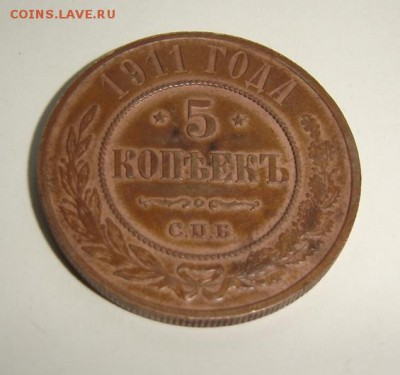 COINS.LAVE.RU
1911 ГОДА
5
КОПѢЕКЪ
С.П.Б